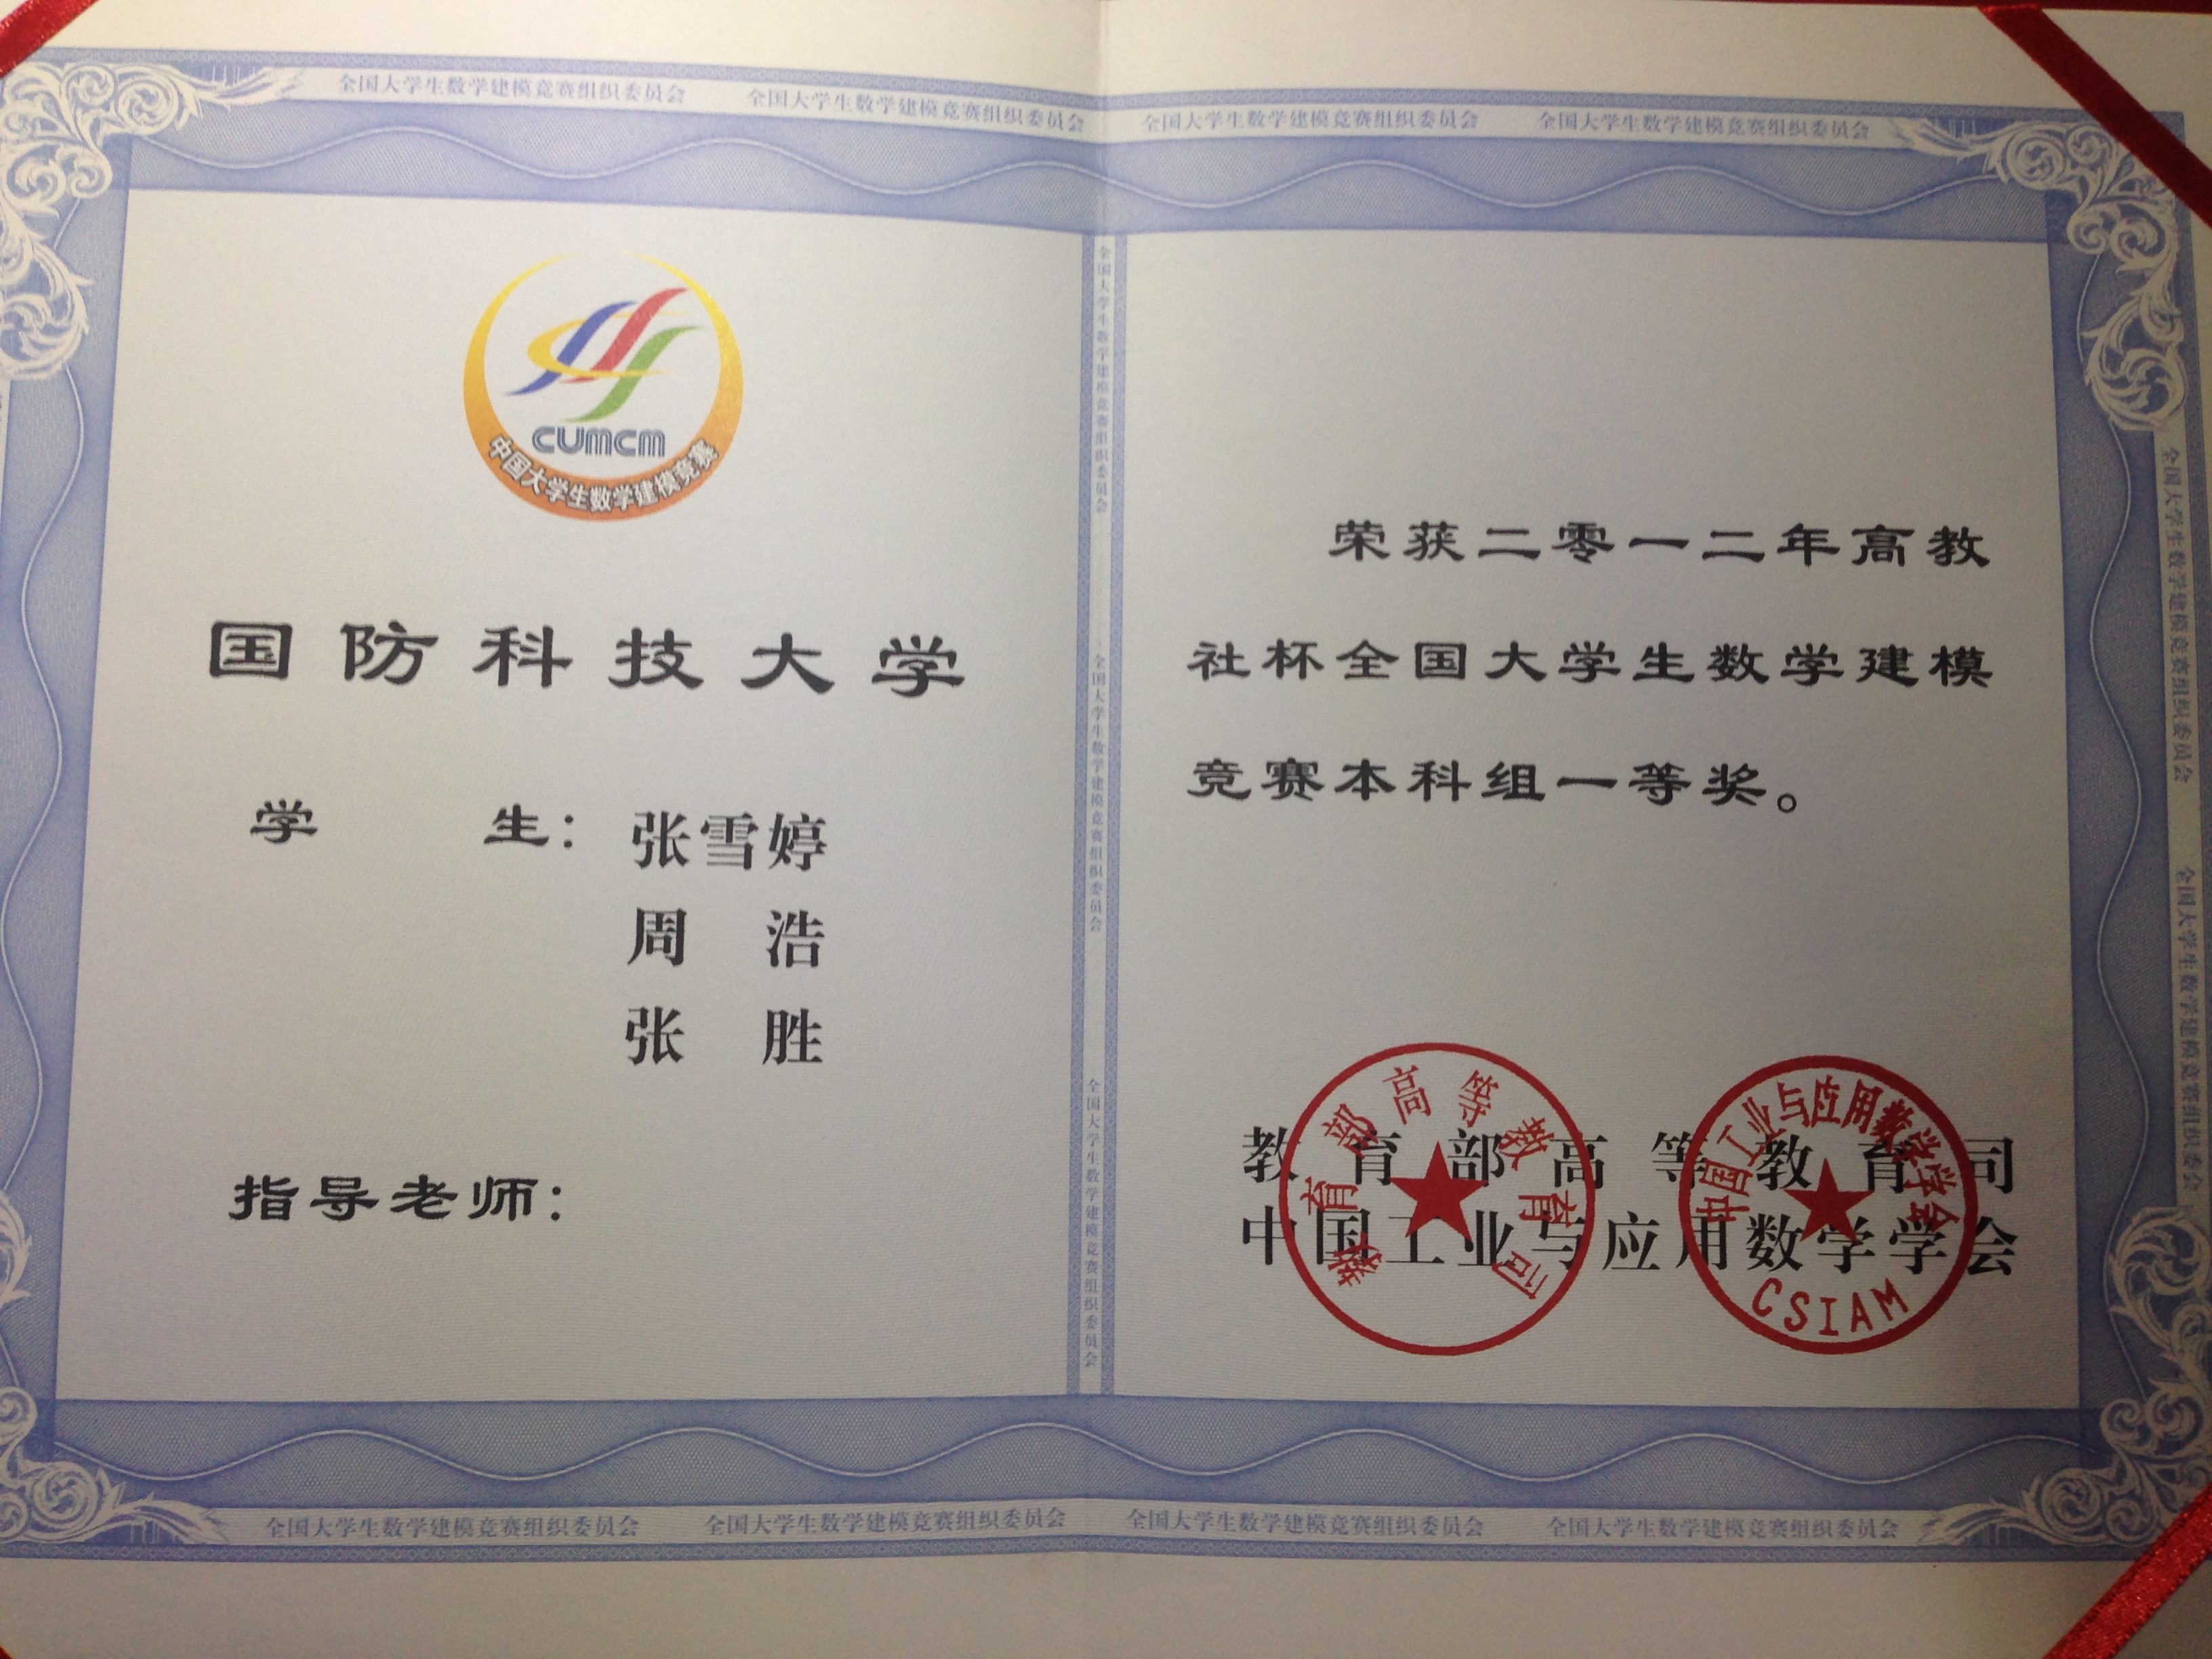 全国大学生数学建模竞赛组织委员会 全国大学生数学建模竞赛组织委员会 全国大学生数学建模竞赛组织委员会 全国大学生数学建模竞赛组织委员会
CUMCM
中国大学生数学建模竞赛
国防科技大学
学生：张雪婷
周浩
张胜
指导老师：
全国大学生数学建模竞赛组织委员会
全国大学生数学建模竞赛组织委员会
全国大学生数学建模竞赛组织委员会
荣获二零一二年高教
社杯全国大学生数学建模
竞赛本科组一等奖。
教育部高等教育司
中国工业与应用数学学会
教育部高等教育司
中国工业与应用数学学会
CSIAM
全国大学生数学建模竞赛组织委员会
全国大学生数学建模竞赛组织委员会
全国大学生数学建模竞赛组织委员会 全国大学生数学建模竞赛组织委员会 全国大学生数学建模竞赛组织委员会 全国大学生数学建模竞赛组织委员会